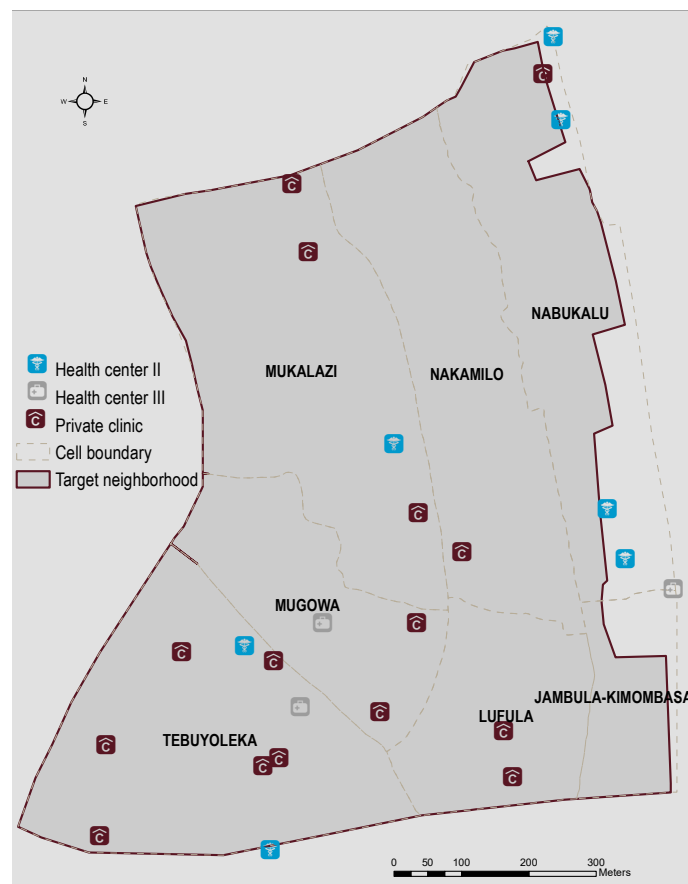 N
W E
S
NABUKALU
MUKALAZI
NAKAMILO
Health center II
Health center III
C Private clinic
Cell boundary
Target neighborhood
MUGOWA
JAMBULA-KIMOMBASA
LUFULA
TEBUYOLEKA
0 50 100 200 300
Meters